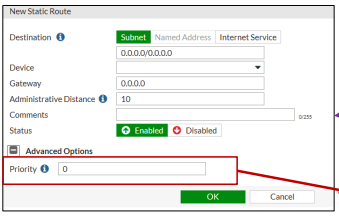 New Static Route
Destination Subnet Named Address Internet Service
0.0.0.0/0.0.0.0
Device
Gateway 0.0.0.0
Administrative Distance 10
Comments 0/255
Status Enabled Disabled
Advanced Options
Priority 0
OK Cancel